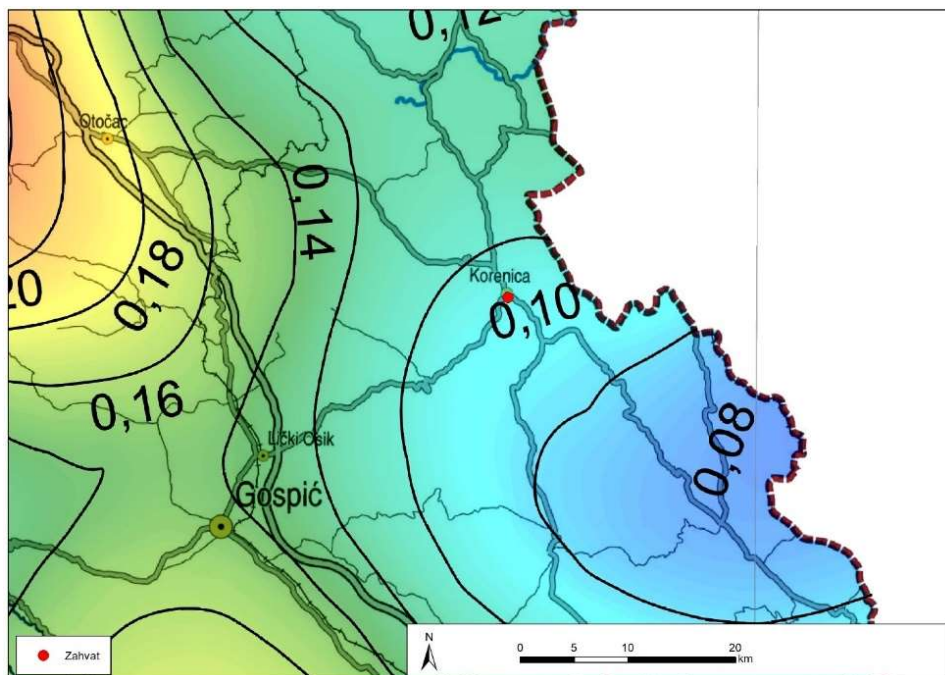 0,12
Otočac
0,14
Korenica
0,18
20
0,10
0,16
0,08
Lički Osik
Gospić
N
Zahvat
0 5 10 20
km